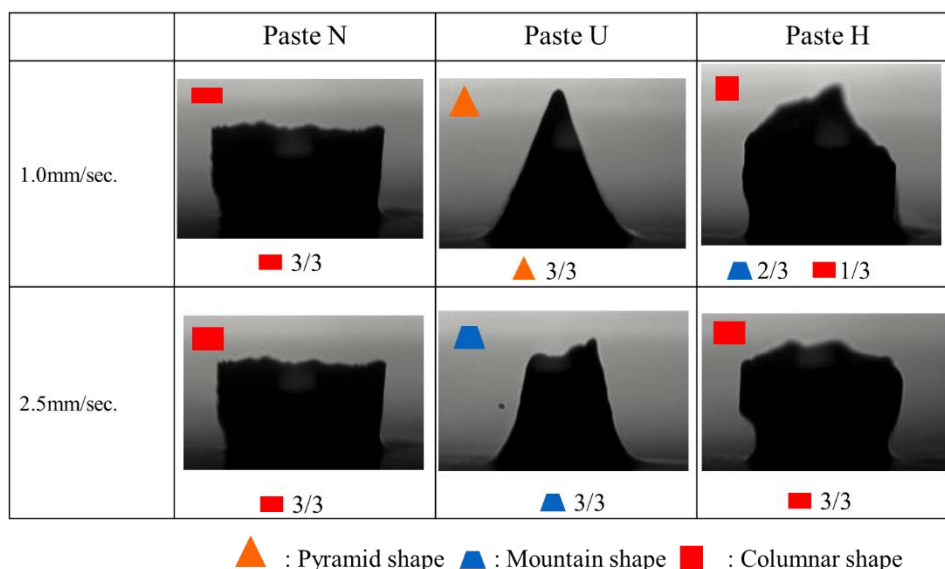 Paste N Paste U Paste H
1.0mm/sec.
3/3 3/3 2/3 1/3
2.5mm/sec.
3/3 3/3 3/3
: Pyramid shape : Mountain shape : Columnar shape